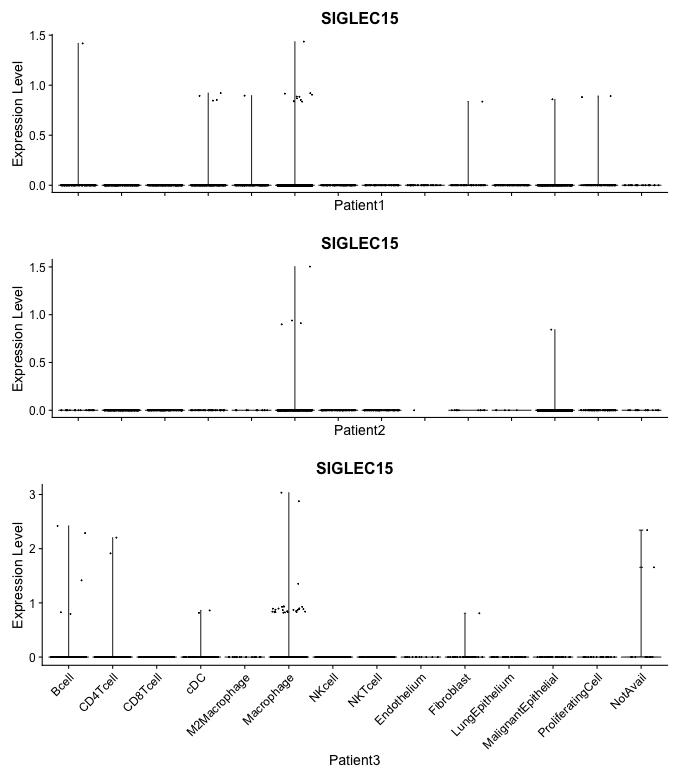 SIGLEC15
Expression Level
1.5
1.0
0.5
0.0
Patient1
SIGLEC15
Expression Level
1.5
1.0
0.5
0.0
Patient2
SIGLEC15
Expression Level
3
2
1
0
Bcell
CD4Tcell
CD8Tcell
cDC
M2Macrophage
Macrophage
NKcell
NKTcell
Endothelium
Fibroblast
LungEpithelium
MalignantEpithelial
ProliferatingCell
NotAvail
Patient3